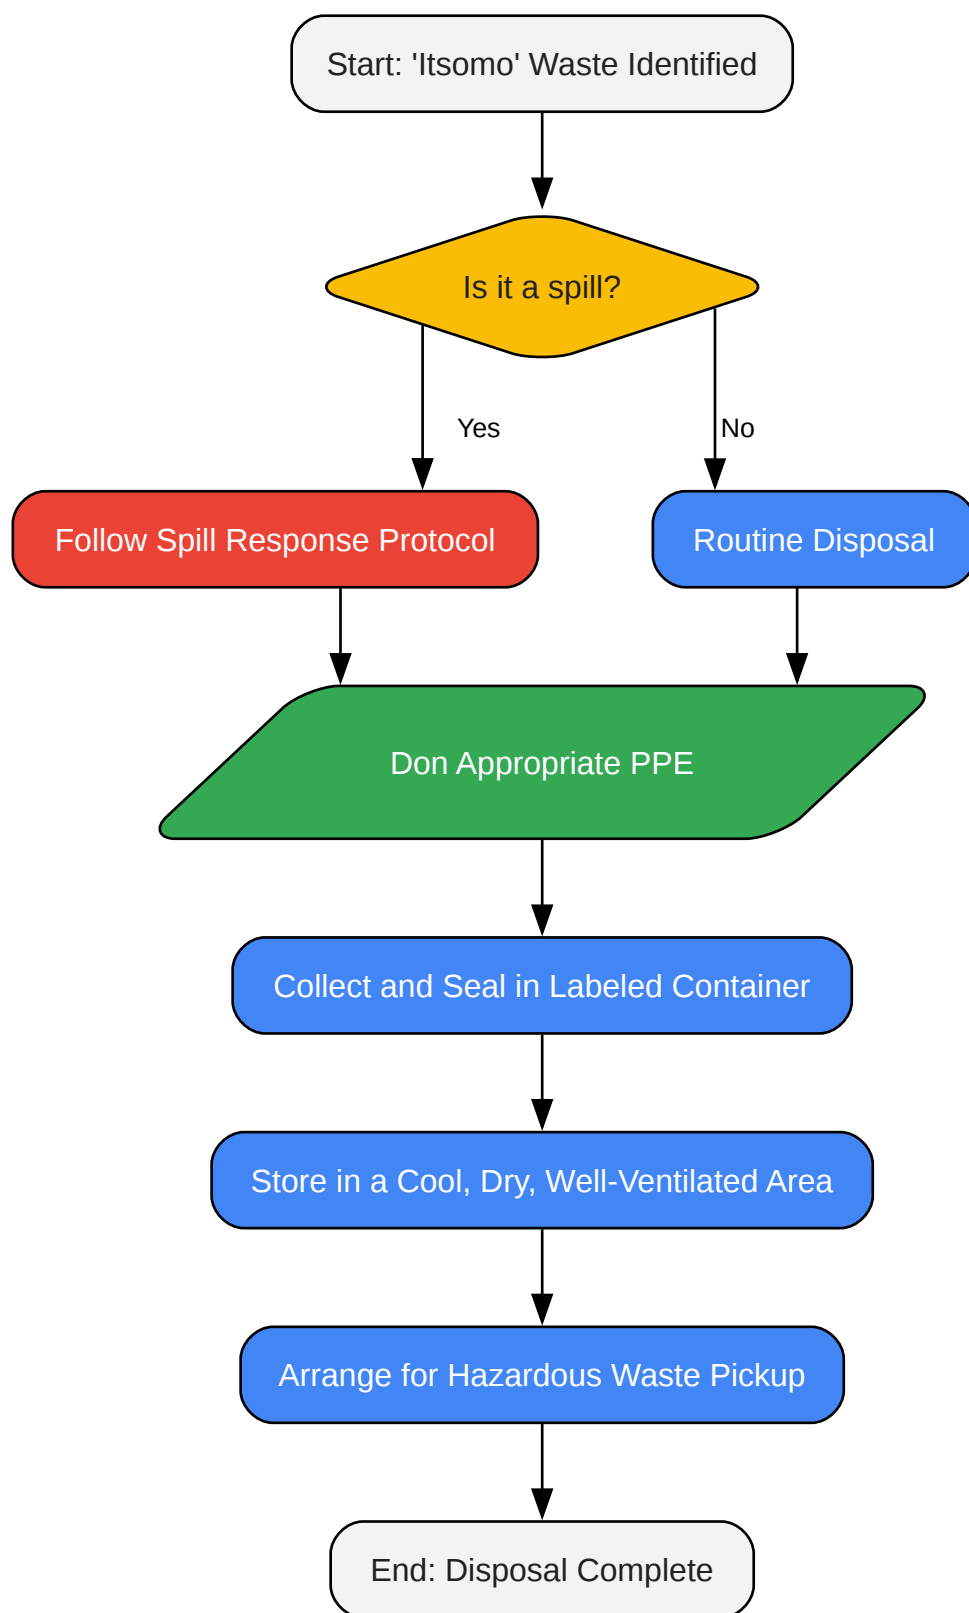 Start: 'Itsomo' Waste Identified
Is it a spill?
Yes
No
Follow Spill Response Protocol
Routine Disposal
Don Appropriate PPE
Collect and Seal in Labeled Container
Store in a Cool, Dry, Well-Ventilated Area
Arrange for Hazardous Waste Pickup
End: Disposal Complete